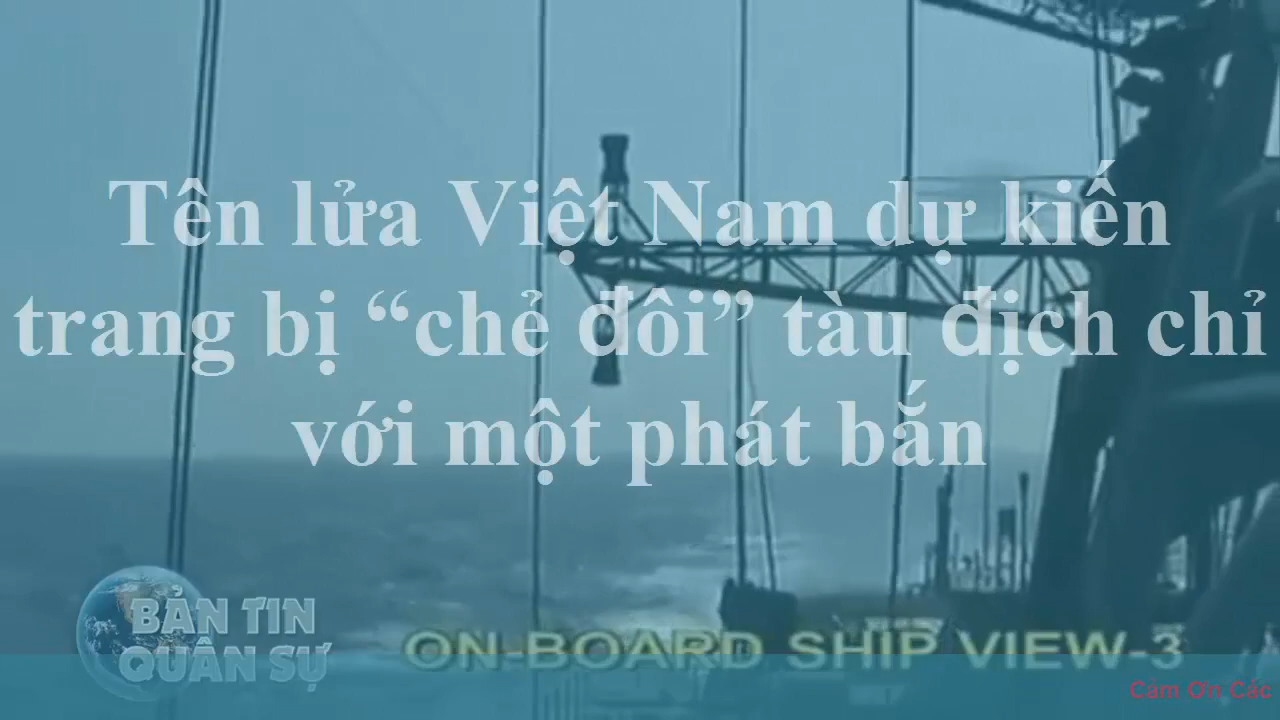 Tên lửa Việt Nam dự kiến
trang bị “chẻ đôi” tàu địch chỉ
với một phát bắn
BẢN TIN
QUÂN SỰ
ON-BOARD SHIP VIEW-3
Cảm Ơn Các